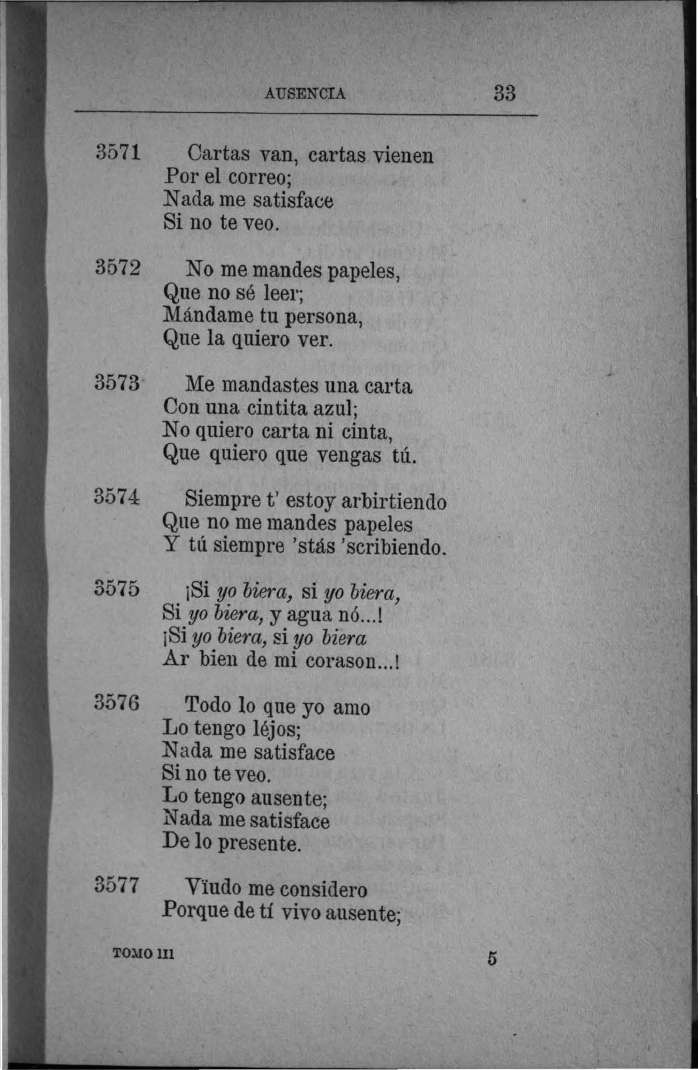 AUSENCIA 33
3571 Cartas van, cartas vienen
Por el correo;
Nada me satisface
Si no te veo.
3572 No me mandes papeles,
Que no sé leer;
Mándame tu persona,
Que la quiero ver.
3573 Me mandastes una carta
Con una cintita azul;
No quiero carta ni cinta,
Que quiero que vengas tú.
3574 Siempre t' estoy arbirtiendo
Que no me mandes papeles
Y tú siempre 'stás 'scribiendo.
3575 ¡Si yo biera, si yo biera,
Si yo biera, y agua nó...!
¡Si yo biera, si yo biera
Ar bien de mi corason...!
3576 Todo lo que yo amo
Lo tengo léjos;
Nada me satisface
Si no te veo.
Lo tengo ausente;
Nada me satisface
De lo presente.
3577 Vïudo me considero
Porque de tí vivo ausente;
TOMO III 5